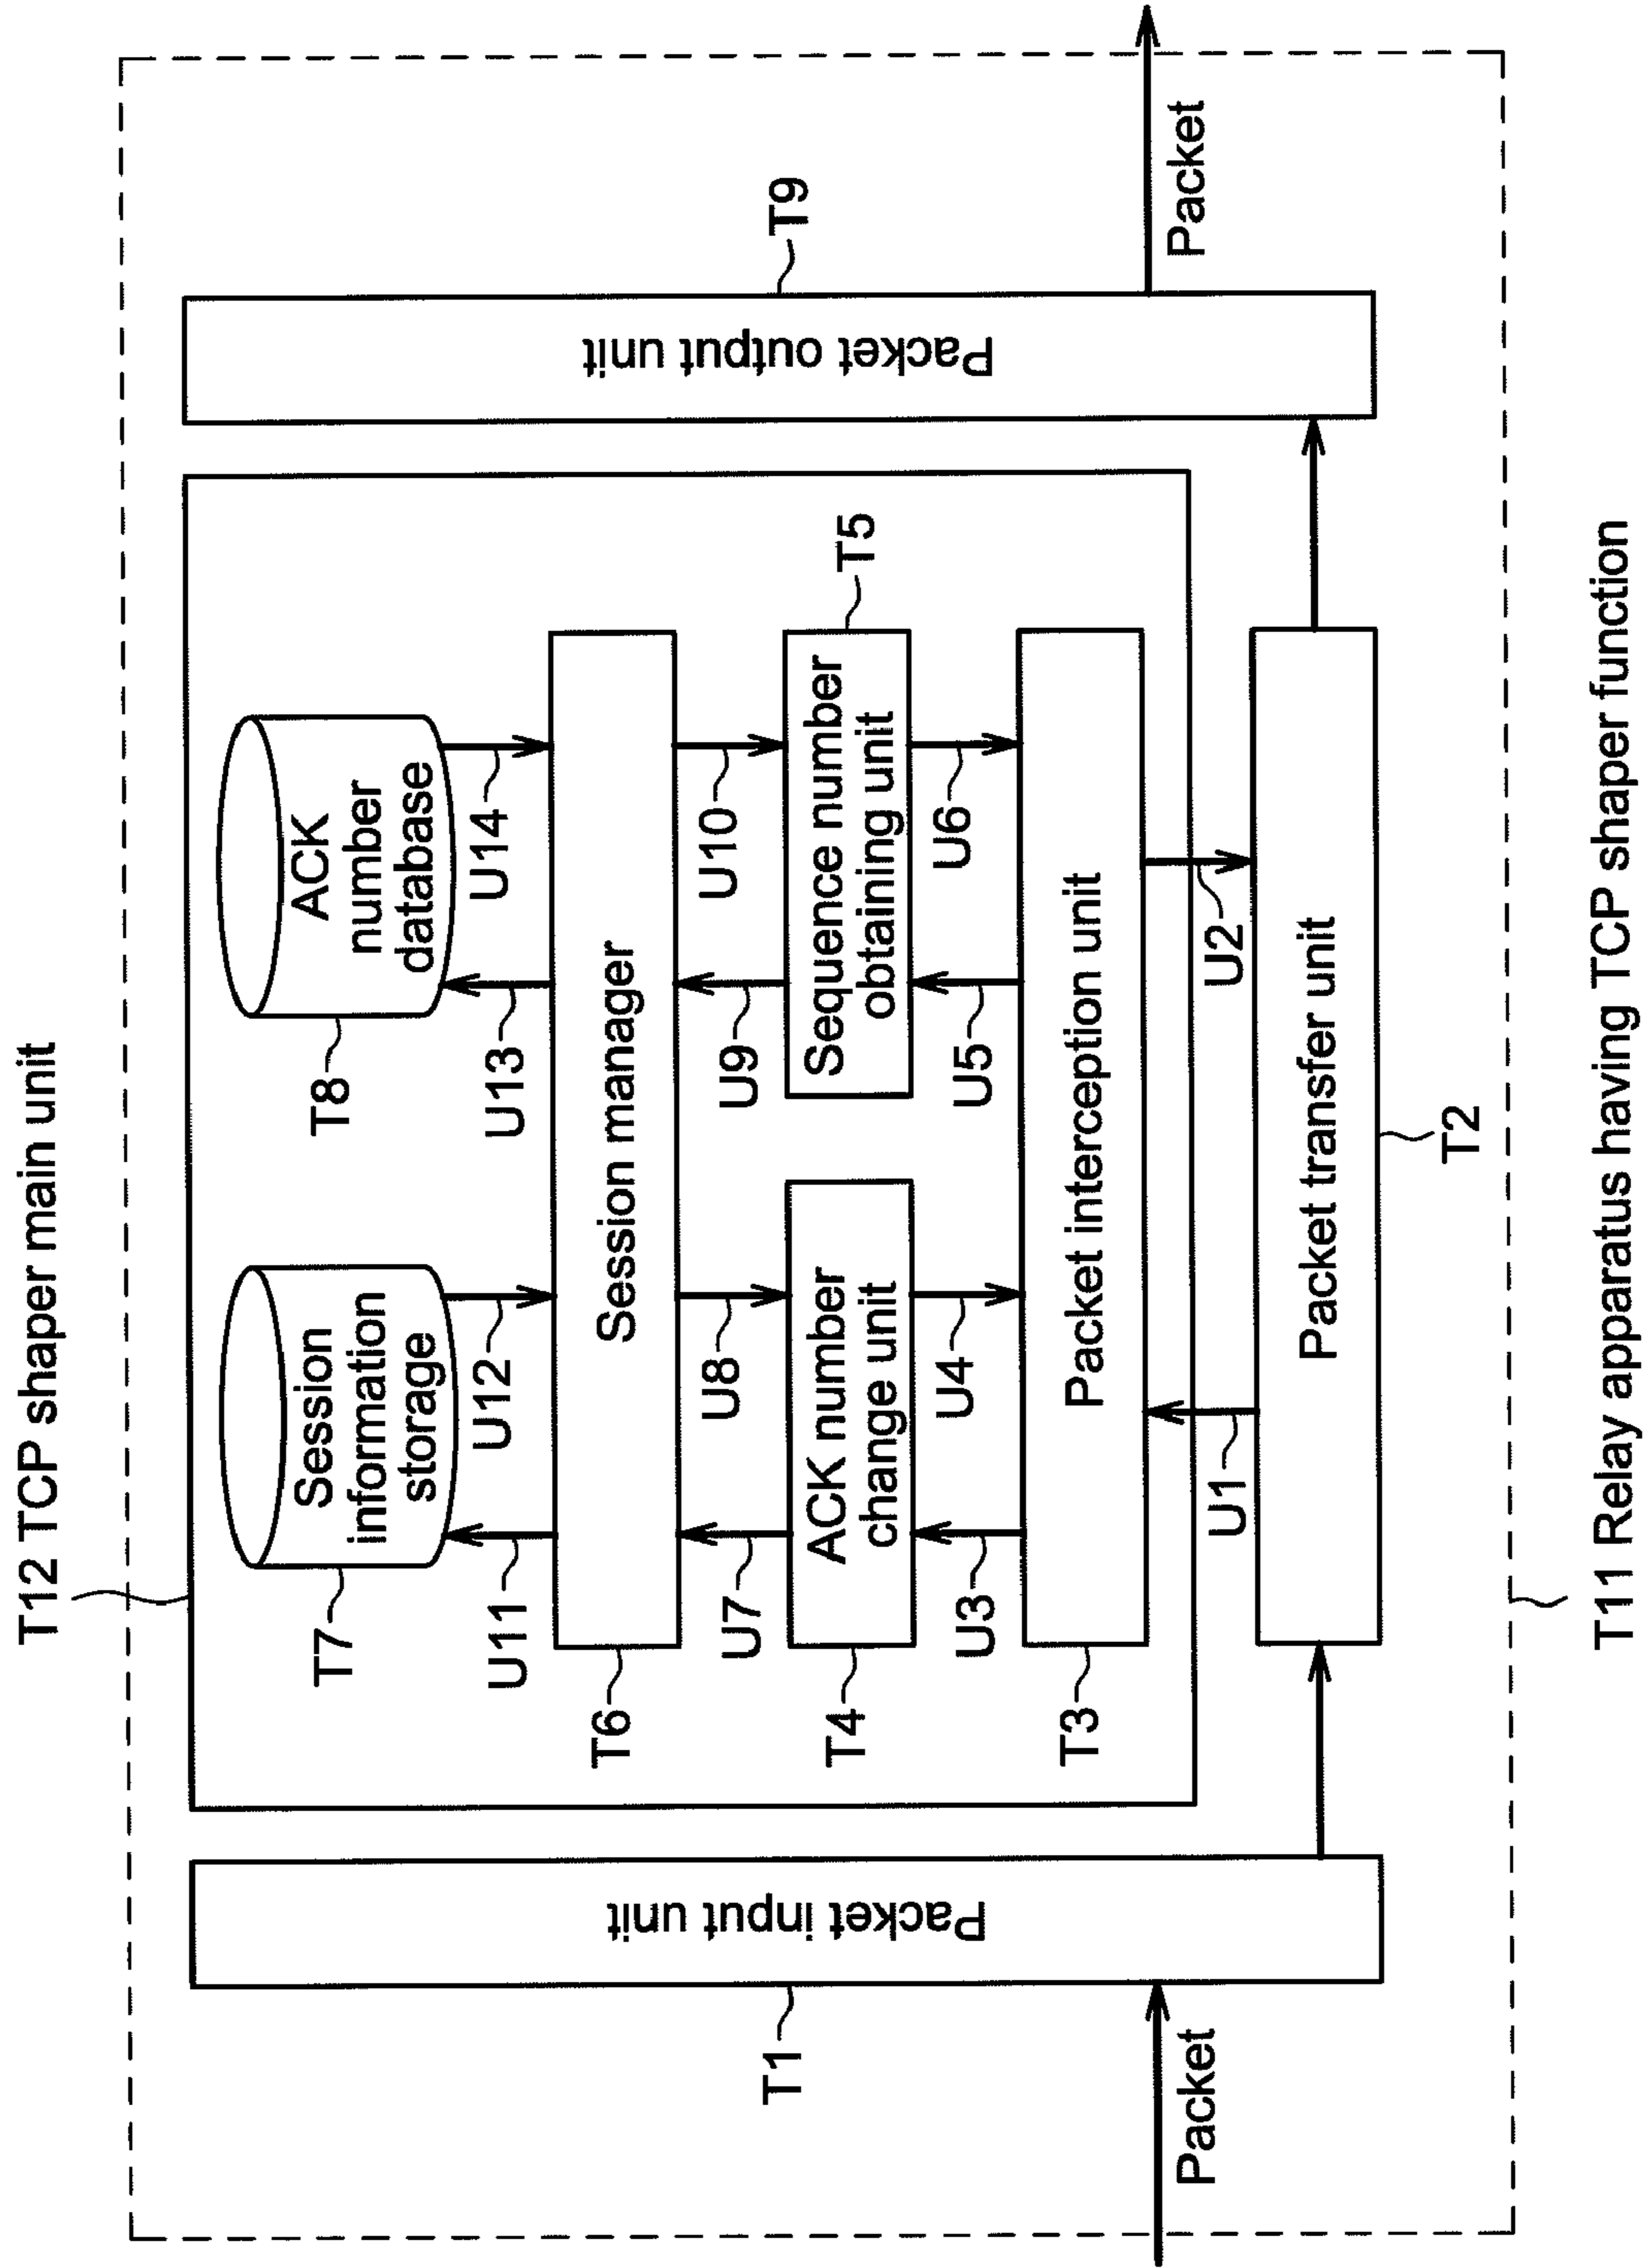 T12 TCP shaper main unit
T7
Session
information
storage
T8
ACK
number
database
U11
U12
U13
U14
T6
Session manager
U7
U8
U9
U10
T4
ACK number
change unit
Sequence number
obtaining unit
T5
U3
U4
U5
U6
T3
Packet interception unit
U1
U2
Packet transfer unit
T2
T1
Packet input unit
Packet
Packet output unit
T9
Packet
T11 Relay apparatus having TCP shaper function